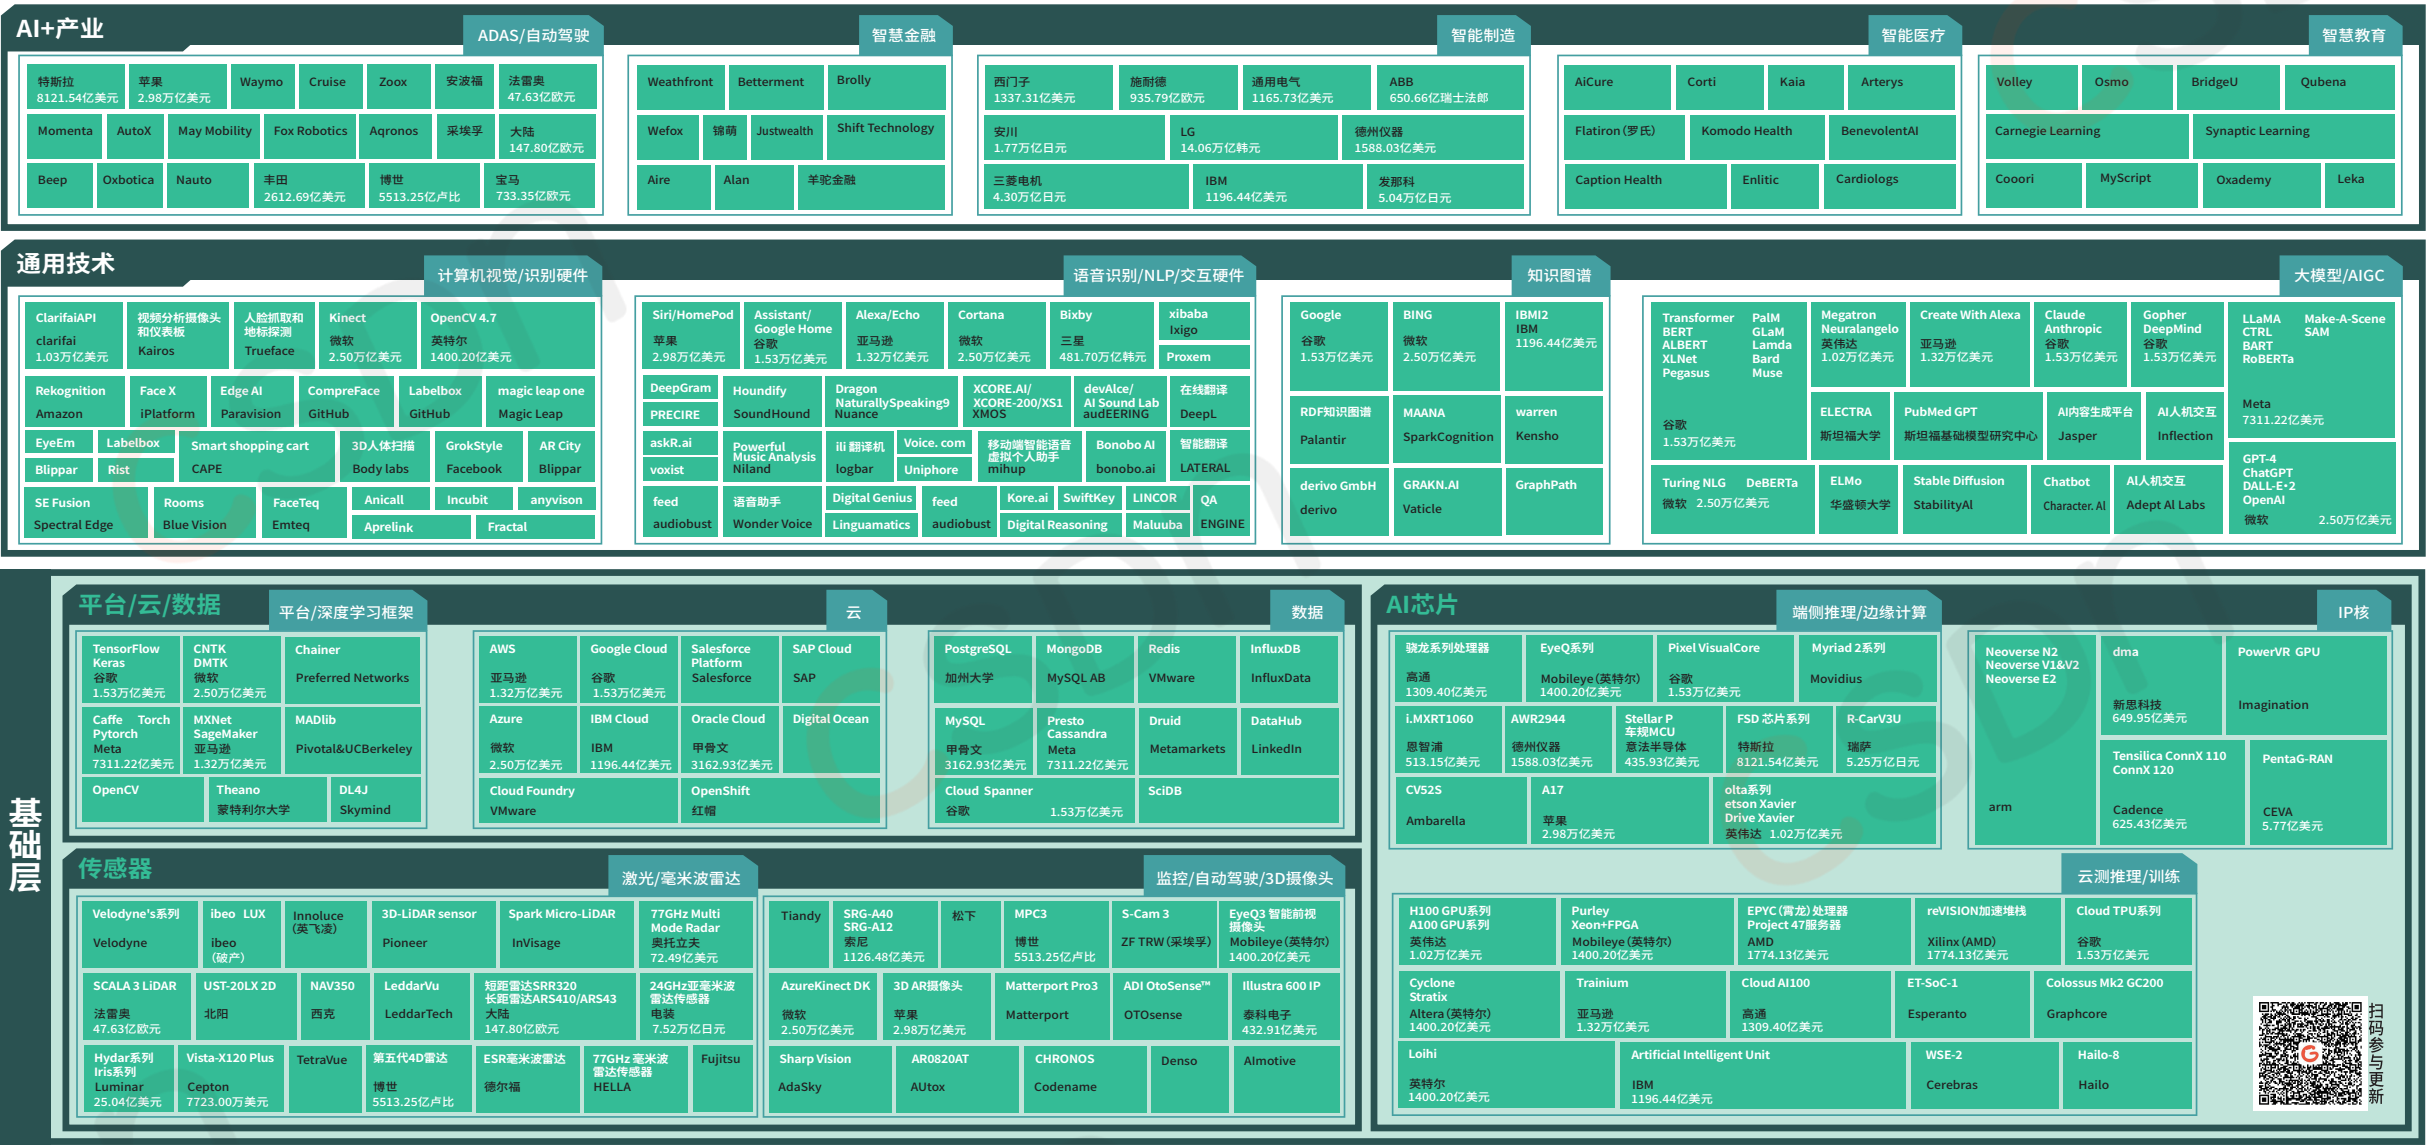 AI+产业
ADAS/自动驾驶
特斯拉
8121.54亿美元
苹果
2.98万亿美元
Waymo
Cruise
Zoox
安波福
法雷奥
47.63亿欧元
Momenta
AutoX
May Mobility
Fox Robotics
Aqronos
采埃孚
大陆
147.80亿欧元
Beep
Oxbotica
Nauto
丰田
2612.69亿美元
博世
5513.25亿卢比
宝马
733.35亿欧元
智慧金融
Weathfront
Betterment
Brolly
Wefox
锦萌
Justwealth
Shift Technology
Aire
Alan
羊驼金融
智能制造
西门子
1337.31亿美元
施耐德
935.79亿欧元
通用电气
1165.73亿美元
ABB
650.66亿瑞士法郎
安川
1.77万亿日元
LG
14.06万亿韩元
德州仪器
1588.03亿美元
三菱电机
4.30万亿日元
IBM
1196.44亿美元
发那科
5.04万亿日元
智能医疗
AiCure
Corti
Kaia
Arterys
Flatiron（罗氏）
Komodo Health
BenevolentAI
Caption Health
Enlitic
Cardiologs
智慧教育
Volley
Osmo
BridgeU
Qubena
Carnegie Learning
Synaptic Learning
Cooori
MyScript
Oxademy
Leka
通用技术
计算机视觉/识别硬件
ClarifaiAPI
clarifai
1.03万亿美元
视频分析摄像头
和仪表板
Kairos
人脸抓取和
地标探测
Trueface
Kinect
微软
2.50万亿美元
OpenCV 4.7
英特尔
1400.20亿美元
Rekognition
Amazon
Face X
iPlatform
Edge AI
Paravision
CompreFace
GitHub
Labelbox
GitHub
magic leap one
Magic Leap
EyeEm
Labelbox
Blippar
Rist
Smart shopping cart
CAPE
3D人体扫描
Body labs
GrokStyle
Facebook
AR City
Blippar
SE Fusion
Spectral Edge
Rooms
Blue Vision
FaceTeq
Emteq
Anicall
Incubit
anyvison
Aprelink
Fractal
语音识别/NLP/交互硬件
Siri/HomePod
苹果
2.98万亿美元
Assistant/
Google Home
谷歌
1.53万亿美元
Alexa/Echo
亚马逊
1.32万亿美元
Cortana
微软
2.50万亿美元
Bixby
三星
481.70万亿韩元
xibaba
Ixigo
Proxem
DeepGram
PRECIRE
Houndify
SoundHound
Dragon
NaturallySpeaking9
Nuance
XCORE.AI/
XCORE-200/XS1
XMOS
devAlce/
AI Sound Lab
audEERING
在线翻译
DeepL
askR.ai
voxist
Powerful
Music Analysis
Niland
ili 翻译机
logbar
Voice. com
Uniphore
移动端智能语音
虚拟个人助手
mihup
Bonobo AI
bonobo.ai
智能翻译
LATERAL
feed
audiobust
语音助手
Wonder Voice
Digital Genius
Linguamatics
feed
audiobust
Kore.ai
SwiftKey
LINCOR
Digital Reasoning
Maluuba
QA
ENGINE
知识图谱
Google
谷歌
1.53万亿美元
BING
微软
2.50万亿美元
IBMI2
IBM
1196.44亿美元
RDF知识图谱
Palantir
MAANA
SparkCognition
warren
Kensho
derivo GmbH
derivo
GRAKN.AI
Vaticle
GraphPath
大模型/AIGC
Transformer PalM
BERT GLaM
ALBERT Lamda
XLNet Bard
Pegasus Muse
谷歌
1.53万亿美元
Megatron
Neuralangelo
英伟达
1.02万亿美元
Create With Alexa
亚马逊
1.32万亿美元
Claude
Anthropic
谷歌
1.53万亿美元
Gopher
DeepMind
谷歌
1.53万亿美元
LLaMA Make-A-Scene
CTRL SAM
BART
RoBERTa
Meta
7311.22亿美元
ELECTRA
斯坦福大学
PubMed GPT
斯坦福基础模型研究中心
AI内容生成平台
Jasper
AI人机交互
Inflection
Turing NLG DeBERTa
微软 2.50万亿美元
ELMo
华盛顿大学
Stable Diffusion
StabilityAl
Chatbot
Character. Al
AI人机交互
Adept Al Labs
GPT-4
ChatGPT
DALL-E·2
OpenAI
微软 2.50万亿美元
基础层
平台/云/数据
平台/深度学习框架
TensorFlow
Keras
谷歌
1.53万亿美元
CNTK
DMTK
微软
2.50万亿美元
Chainer
Preferred Networks
Caffe Torch
Pytorch
Meta
7311.22亿美元
MXNet
SageMaker
亚马逊
1.32万亿美元
MADlib
Pivotal&UCBerkeley
OpenCV
Theano
蒙特利尔大学
DL4J
Skymind
云
AWS
亚马逊
1.32万亿美元
Google Cloud
谷歌
1.53万亿美元
Salesforce
Platform
Salesforce
SAP Cloud
SAP
Azure
微软
2.50万亿美元
IBM Cloud
IBM
1196.44亿美元
Oracle Cloud
甲骨文
3162.93亿美元
Digital Ocean
Cloud Foundry
VMware
OpenShift
红帽
数据
PostgreSQL
加州大学
MongoDB
MySQL AB
Redis
VMware
InfluxDB
InfluxData
MySQL
甲骨文
3162.93亿美元
Presto
Cassandra
Meta
7311.22亿美元
Druid
Metamarkets
DataHub
LinkedIn
Cloud Spanner
谷歌 1.53万亿美元
SciDB
传感器
激光/毫米波雷达
Velodyne's系列
Velodyne
ibeo LUX
ibeo
（破产）
Innoluce
（英飞凌）
3D-LiDAR sensor
Pioneer
Spark Micro-LiDAR
InVisage
77GHz Multi
Mode Radar
奥托立夫
72.49亿美元
SCALA 3 LiDAR
法雷奥
47.63亿欧元
UST-20LX 2D
北阳
NAV350
西克
LeddarVu
LeddarTech
短距雷达SRR320
长距雷达ARS410/ARS43
大陆
147.80亿欧元
24GHz亚毫米波
雷达传感器
电装
7.52万亿日元
Hydar系列
Iris系列
Luminar
25.04亿美元
Vista-X120 Plus
Cepton
7723.00万美元
TetraVue
第五代4D雷达
博世
5513.25亿卢比
ESR毫米波雷达
德尔福
77GHz 毫米波
雷达传感器
HELLA
Fujitsu
监控/自动驾驶/3D摄像头
Tiandy
SRG-A40
SRG-A12
索尼
1126.48亿美元
松下
MPC3
博世
5513.25亿卢比
S-Cam 3
ZF TRW（采埃孚）
EyeQ3 智能前视
摄像头
Mobileye（英特尔）
1400.20亿美元
AzureKinect DK
微软
2.50万亿美元
3D AR摄像头
苹果
2.98万亿美元
Matterport Pro3
Matterport
ADI OtoSense™
OTOsense
Illustra 600 IP
泰科电子
432.91亿美元
Sharp Vision
AdaSky
AR0820AT
AUtox
CHRONOS
Codename
Denso
AImotive
AI芯片
端侧推理/边缘计算
骁龙系列处理器
高通
1309.40亿美元
EyeQ系列
Mobileye（英特尔）
1400.20亿美元
Pixel VisualCore
谷歌
1.53万亿美元
Myriad 2系列
Movidius
i.MXRT1060
恩智浦
513.15亿美元
AWR2944
德州仪器
1588.03亿美元
Stellar P
车规MCU
意法半导体
435.93亿美元
FSD 芯片系列
特斯拉
8121.54亿美元
R-CarV3U
瑞萨
5.25万亿日元
CV52S
Ambarella
A17
苹果
2.98万亿美元
olta系列
etson Xavier
Drive Xavier
英伟达 1.02万亿美元
IP核
Neoverse N2
Neoverse V1&V2
Neoverse E2
arm
dma
新思科技
649.95亿美元
PowerVR GPU
Imagination
Tensilica ConnX 110
ConnX 120
Cadence
625.43亿美元
PentaG-RAN
CEVA
5.77亿美元
云测推理/训练
H100 GPU系列
A100 GPU系列
英伟达
1.02万亿美元
Purley
Xeon+FPGA
Mobileye（英特尔）
1400.20亿美元
EPYC（霄龙）处理器
Project 47服务器
AMD
1774.13亿美元
reVISION加速堆栈
Xilinx（AMD）
1774.13亿美元
Cloud TPU系列
谷歌
1.53万亿美元
Cyclone
Stratix
Altera（英特尔）
1400.20亿美元
Trainium
亚马逊
1.32万亿美元
Cloud AI100
高通
1309.40亿美元
ET-SoC-1
Esperanto
Colossus Mk2 GC200
Graphcore
Loihi
英特尔
1400.20亿美元
Artificial Intelligent Unit
IBM
1196.44亿美元
WSE-2
Cerebras
Hailo-8
Hailo
扫码参与更新